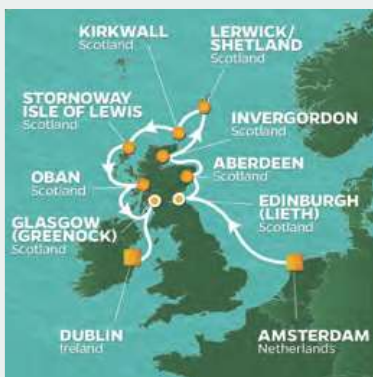 KIRKWALL
Scotland
LERWICK/
SHETLAND
Scotland
STORNOWAY
ISLE OF LEWIS
Scotland
INVERGORDON
Scotland
OBAN
Scotland
ABERDEEN
Scotland
GLASGOW
(GREENOCK)
Scotland
EDINBURGH
(LIETH)
Scotland
DUBLIN
Ireland
AMSTERDAM
Netherlands